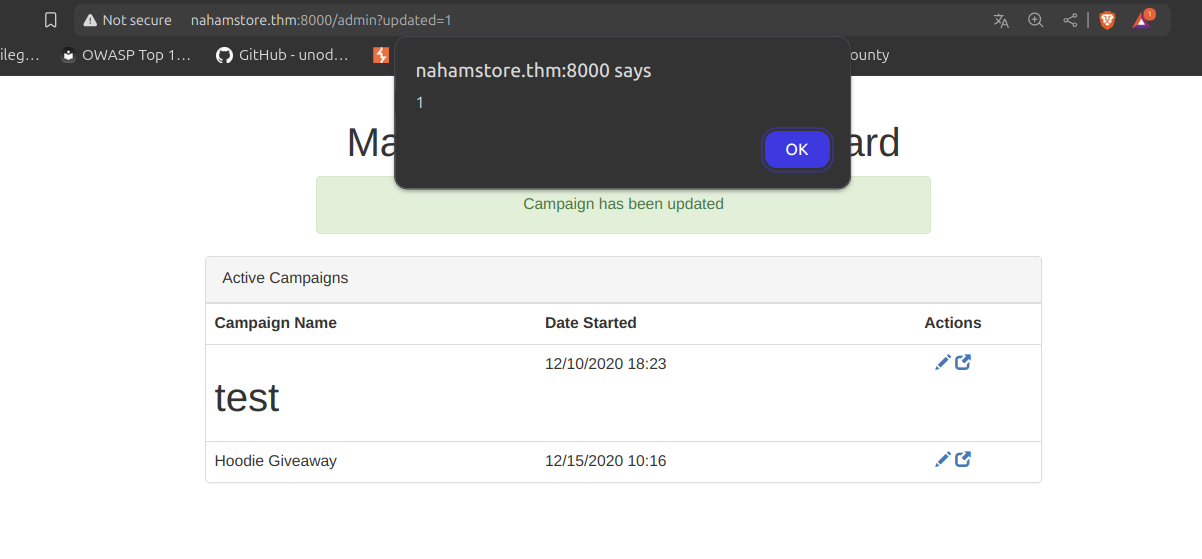 Not secure nahamstore.thm:8000/admin?updated=1 1
ileg… OWASP Top 1… GitHub - unod… ounty
nahamstore.thm:8000 says
1
OK
Ma ard
Campaign has been updated
Active Campaigns
Campaign Name Date Started Actions
test 12/10/2020 18:23
Hoodie Giveaway 12/15/2020 10:16